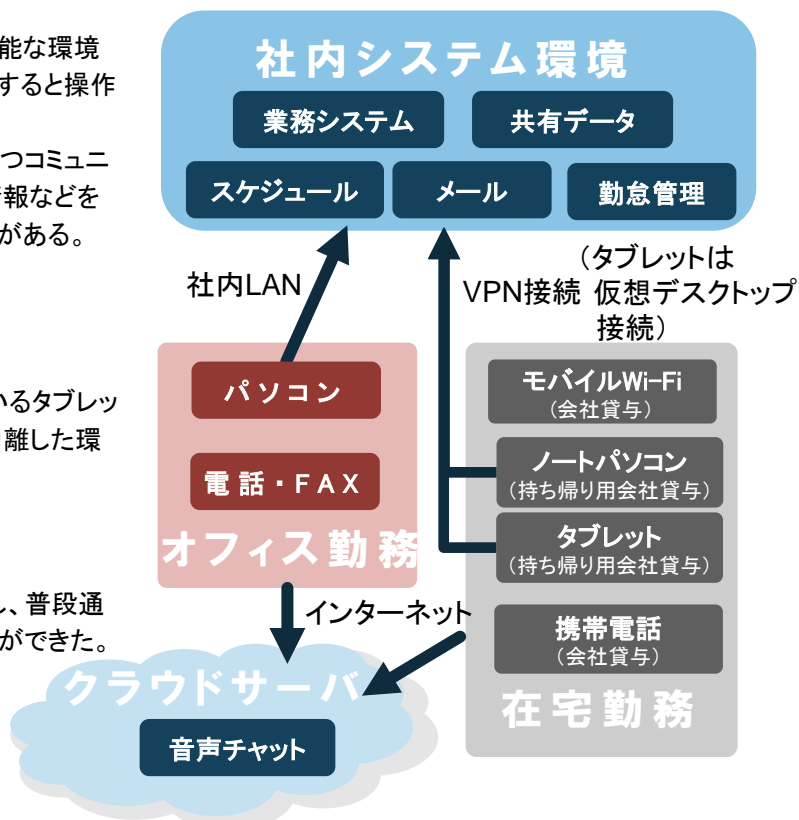 能な環境
すると操作
つコミュニ
情報などを
がある。
いるタブレッ
離した環
し、普段通
ができた。
社内システム環境
業務システム
共有データ
スケジュール
メール
勤怠管理
社内LAN
（タブレットは
VPN接続 仮想デスクトップ
接続）
パソコン
電話・FAX
オフィス勤務
モバイルWi-Fi
（会社貸与）
ノートパソコン
（持ち帰り用会社貸与）
タブレット
（持ち帰り用会社貸与）
携帯電話
（会社貸与）
在宅勤務
インターネット
クラウドサーバ
音声チャット